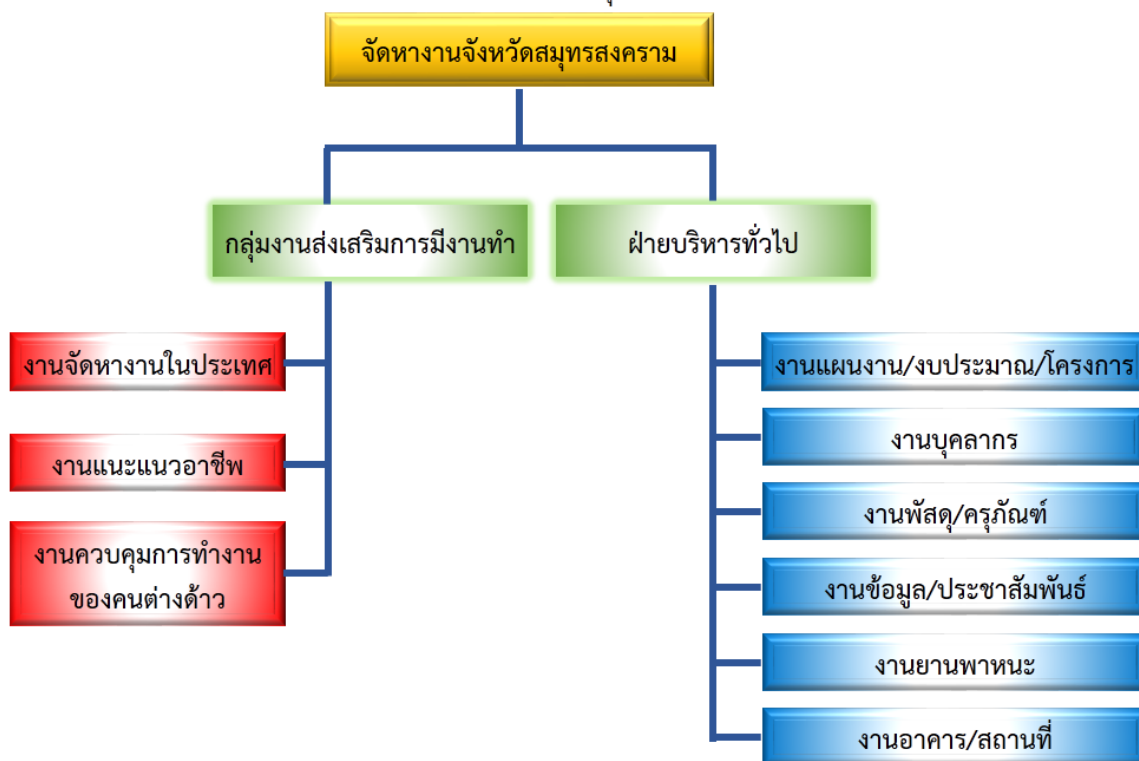 จัดหางานจังหวัดสมุทรสงคราม
กลุ่มงานส่งเสริมการมีงานทำ
ฝ่ายบริหารทั่วไป
งานจัดหางานในประเทศ
งานแนะแนวอาชีพ
งานควบคุมการทำงาน
ของคนต่างด้าว
งานแผนงาน/งบประมาณ/โครงการ
งานบุคลากร
งานพัสดุ/ครุภัณฑ์
งานข้อมูล/ประชาสัมพันธ์
งานยานพาหนะ
งานอาคาร/สถานที่